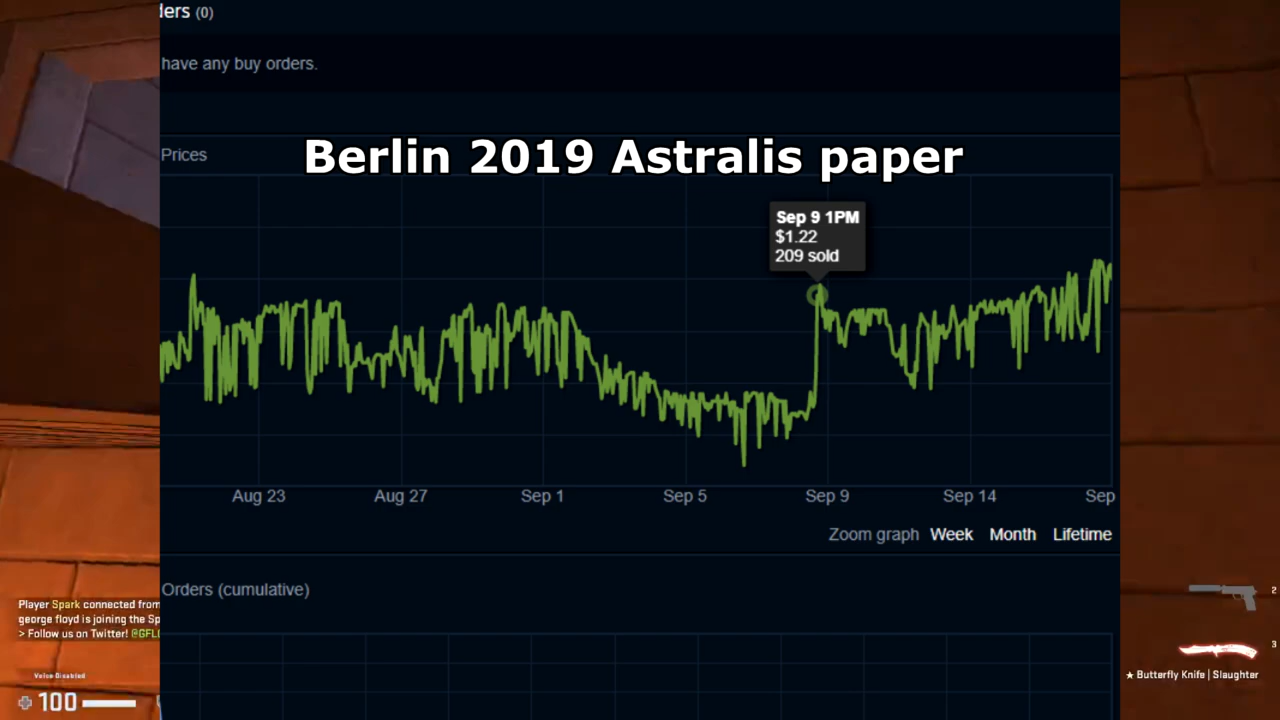 ders (0)
have any buy orders.
Prices
Berlin 2019 Astralis paper
Sep 9 1PM
$1.22
209 sold
Aug 23 Aug 27 Sep 1 Sep 5 Sep 9 Sep 14 Sep
Zoom graph Week Month Lifetime
Orders (cumulative)
Player Spark connected from
george floyd is joining the Sp
> Follow us on Twitter! @GFL
Voice Disabled
100
2
3
★ Butterfly Knife | Slaughter